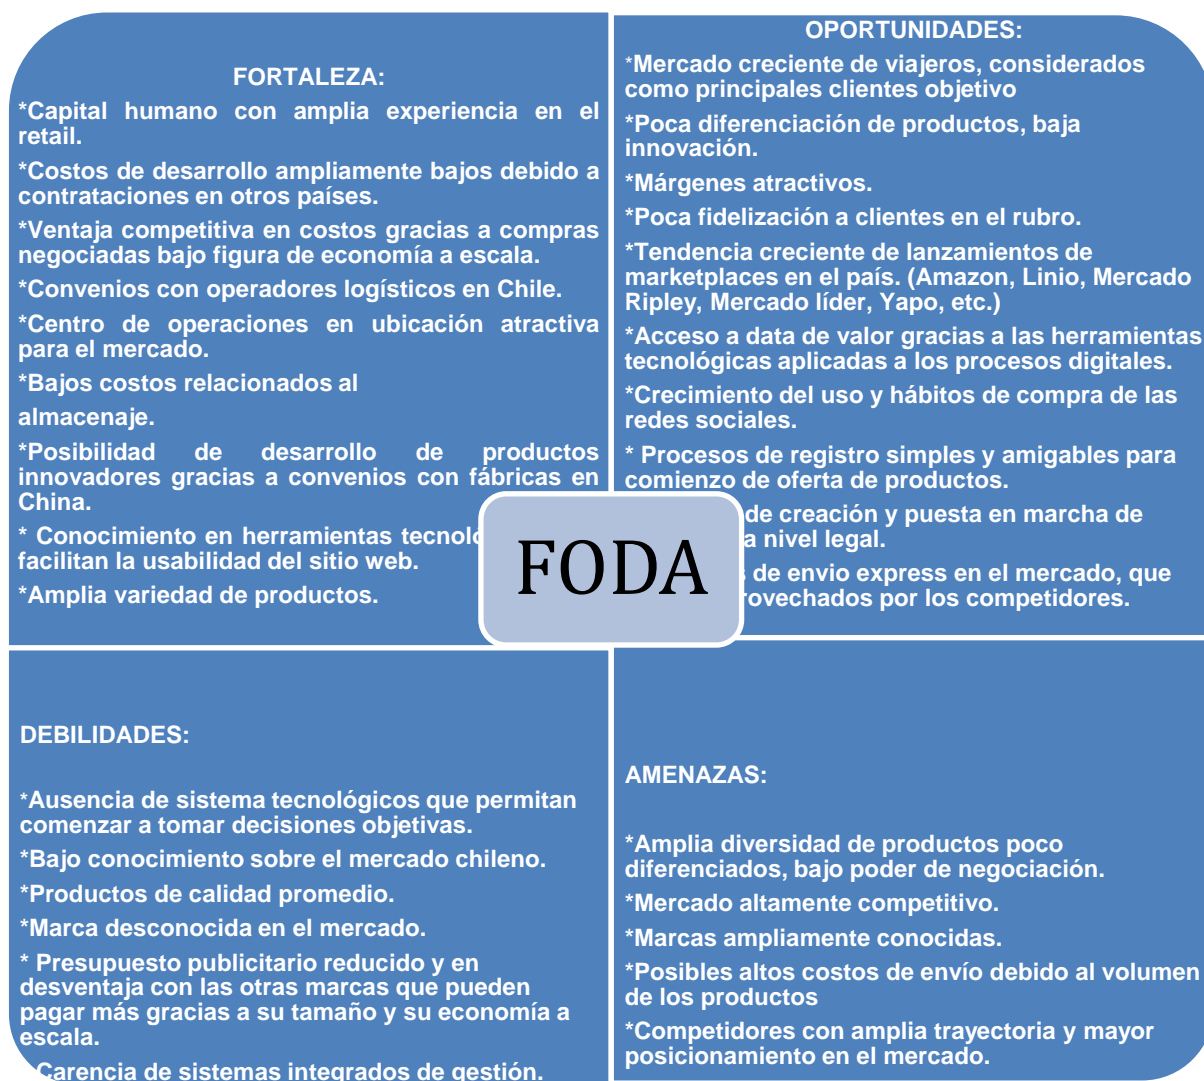 FORTALEZA:
*Capital humano con amplia experiencia en el
retail.
*Costos de desarrollo ampliamente bajos debido a
contrataciones en otros países.
*Ventaja competitiva en costos gracias a compras
negociadas bajo figura de economía a escala.
*Convenios con operadores logísticos en Chile.
*Centro de operaciones en ubicación atractiva
para el mercado.
*Bajos costos relacionados al
almacenaje.
*Posibilidad de desarrollo de productos
innovadores gracias a convenios con fábricas en
China.
* Conocimiento en herramientas
facilitan la usabilidad del sitio web.
*Amplia variedad de productos.
OPORTUNIDADES:
*Mercado creciente de viajeros, considerados
como principales clientes objetivo
*Poca diferenciación de productos, baja
innovación.
*Márgenes atractivos.
*Poca fidelización a clientes en el rubro.
*Tendencia creciente de lanzamientos de
marketplaces en el país. (Amazon, Linio, Mercado
Ripley, Mercado líder, Yapo, etc.)
*Acceso a data de valor gracias a las herramientas
tecnológicas aplicadas a los procesos digitales.
*Crecimiento del uso y hábitos de compra de las
redes sociales.
* Procesos de registro simples y amigables para
comienzo de oferta de productos.
de creación y puesta en marcha de
a nivel legal.
de envio express en el mercado, que
por los competidores.
FODA
DEBILIDADES:
*Ausencia de sistema tecnológicos que permitan
comenzar a tomar decisiones objetivas.
*Bajo conocimiento sobre el mercado chileno.
*Productos de calidad promedio.
*Marca desconocida en el mercado.
* Presupuesto publicitario reducido y en
desventaja con las otras marcas que pueden
pagar más gracias a su tamaño y su economía a
escala.
Carencia de sistemas integrados de gestión.
AMENAZAS:
*Amplia diversidad de productos poco
diferenciados, bajo poder de negociación.
*Mercado altamente competitivo.
*Marcas ampliamente conocidas.
*Posibles altos costos de envío debido al volumen
de los productos
*Competidores con amplia trayectoria y mayor
posicionamiento en el mercado.